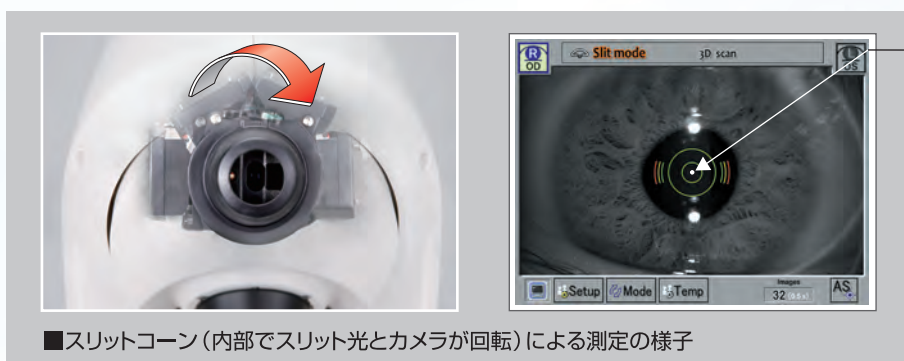 R
OD
Slit mode
3D scan
OS
Setup
Mode
Temp
Images
32 (0.5s)
AS
■スリットコーン（内部でスリット光とカメラが回転）による測定の様子